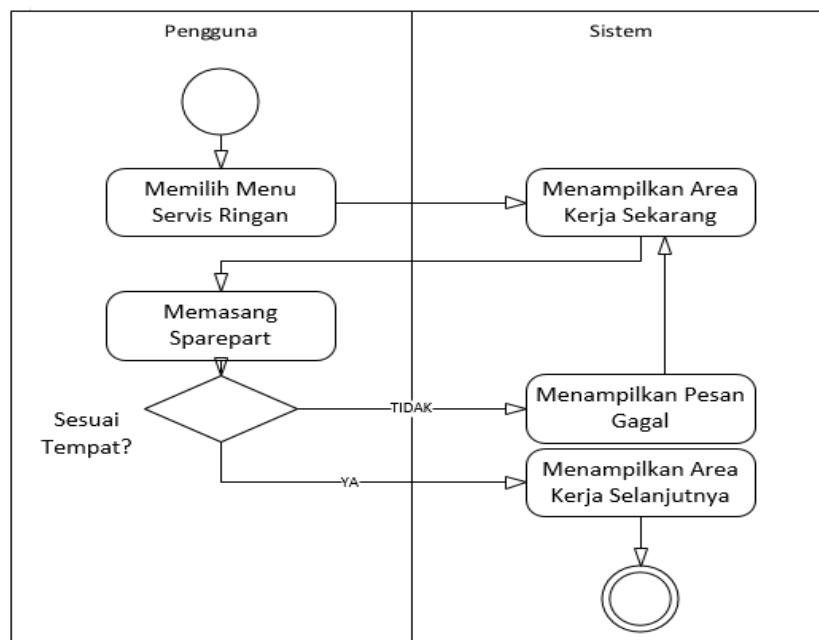 Pengguna
Sistem
Memilih Menu
Servis Ringan
Menampilkan Area
Kerja Sekarang
Memasang
Sparepart
Sesuai
Tempat?
TIDAK
Menampilkan Pesan
Gagal
YA
Menampilkan Area
Kerja Selanjutnya